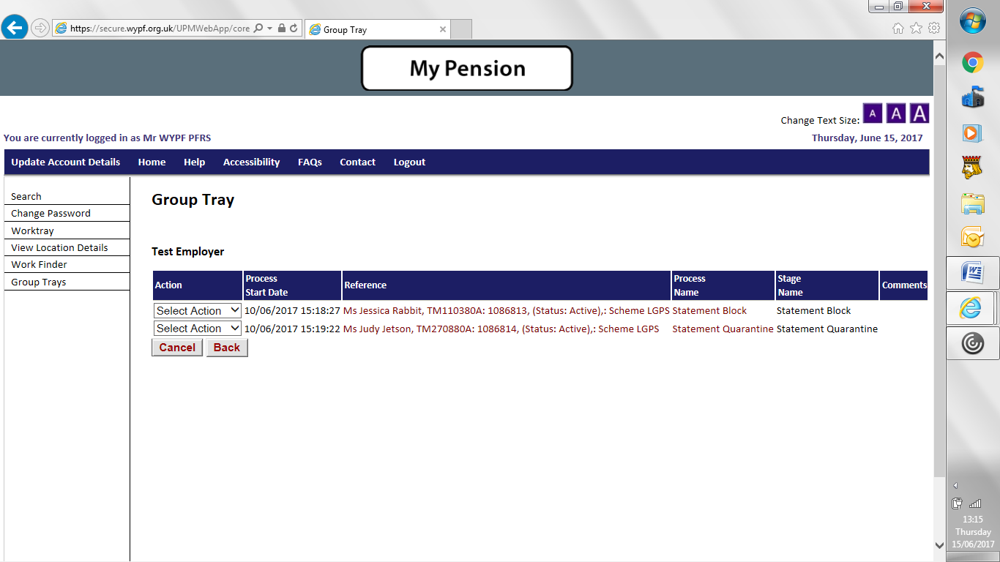 https://secure.wypf.org.uk/UPMWebApp/core
Group Tray
My Pension
Change Text Size: A A A
You are currently logged in as Mr WYPF PFRS
Thursday, June 15, 2017
Update Account Details Home Help Accessibility FAQs Contact Logout
Search
Change Password
Worktray
View Location Details
Work Finder
Group Trays
Group Tray
Test Employer
Action Process Start Date Reference Process Name Stage Name Comments
Select Action 10/06/2017 15:18:27 Ms Jessica Rabbit, TM110380A: 1086813, (Status: Active),: Scheme LGPS Statement Block Statement Block
Select Action 10/06/2017 15:19:22 Ms Judy Jetson, TM270880A: 1086814, (Status: Active),: Scheme LGPS Statement Quarantine Statement Quarantine
Cancel Back
13:15
Thursday
15/06/2017